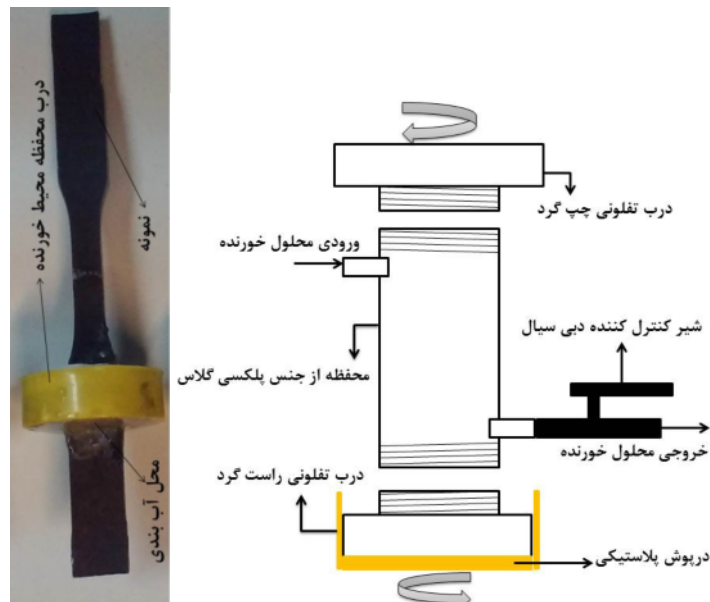 درب محفظه محیط خورنده
نمونه
محل آب بندی
درب تفلونی چپ گرد
ورودی محلول خورنده
شیر کنترل کننده دبی سیال
محفظه از جنس پلکسی گلاس
خروجی محلول خورنده
درب تفلونی راست گرد
درپوش پلاستیکی